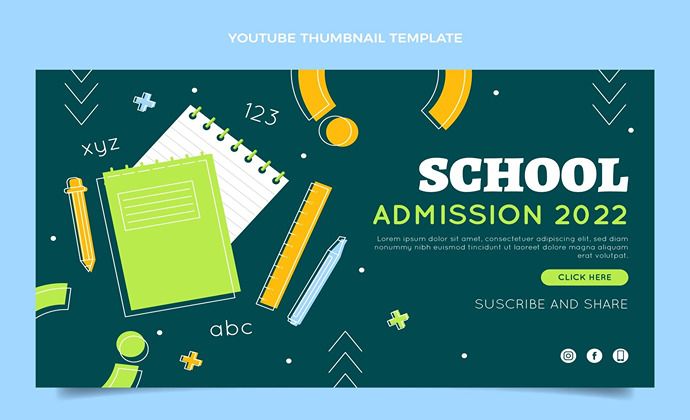 YOUTUBE THUMBNAIL TEMPLATE
123
xyz
abc
SCHOOL
ADMISSION 2022
Lorem ipsum dolor sit amet, consectetuer adipiscing elit, sed diam
nonummy nibh euismod tincidunt ut laoreet dolore magna aliquam
erat volutpat.
CLICK HERE
SUSCRIBE AND SHARE